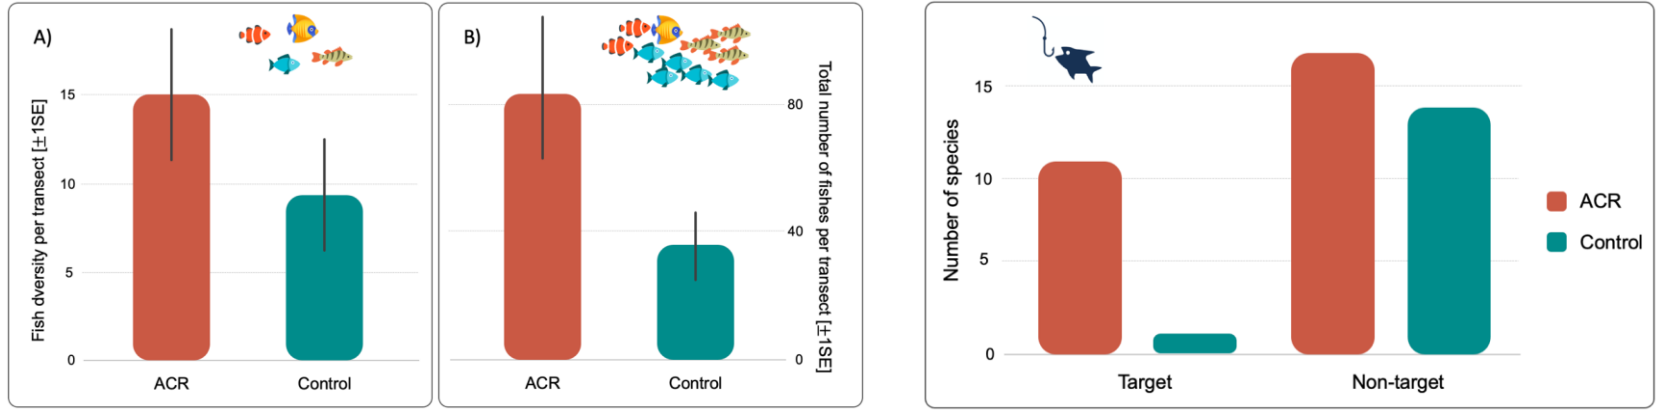 A)
Fish dversity per transect [±1SE]
15
10
5
0
ACR
Control
B)
Total number of fishes per transect [±1SE]
80
40
0
ACR
Control
Number of species
15
10
5
0
Target
Non-target
ACR
Control